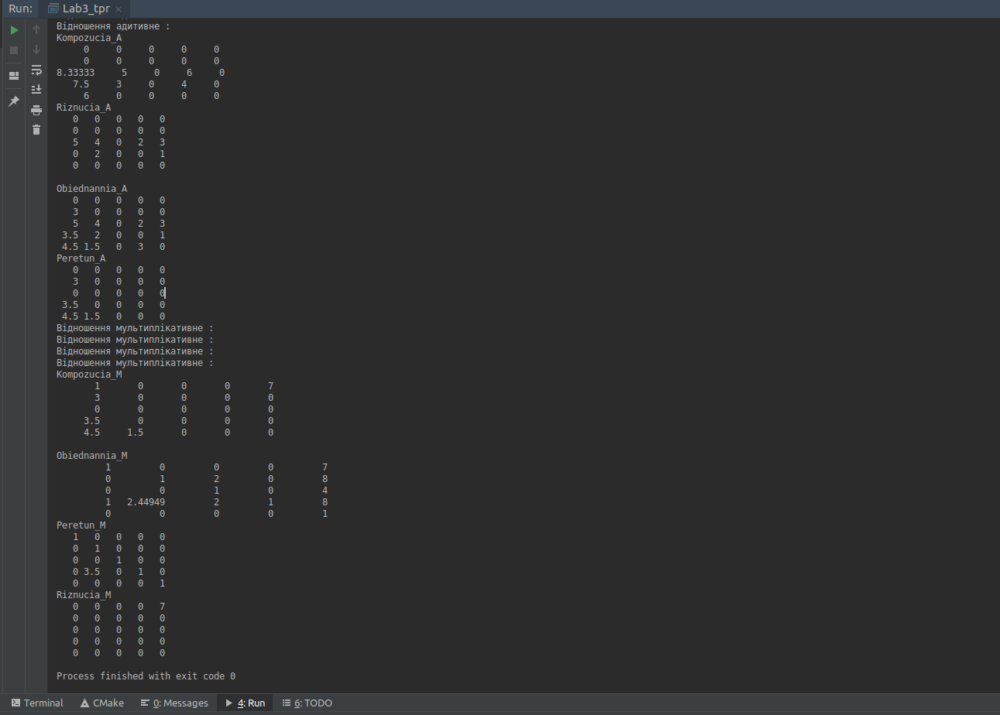 Run: Lab3_tpr
Відношення адитивне :
Kompozucia_A
0 0 0 0 0
0 0 0 0 0
8.33333 5 0 6 0
7.5 3 0 4 0
6 0 0 0 0
Riznucia_A
0 0 0 0 0
0 0 0 0 0
5 4 0 2 3
0 2 0 0 1
0 0 0 0 0
Obiednannia_A
0 0 0 0 0
3 0 0 0 0
5 4 0 2 3
3.5 2 0 0 1
4.5 1.5 0 3 0
Peretun_A
0 0 0 0 0
3 0 0 0 0
0 0 0 0 0
3.5 0 0 0 0
4.5 1.5 0 0 0
Відношення мультиплікативне :
Відношення мультиплікативне :
Відношення мультиплікативне :
Відношення мультиплікативне :
Kompozucia_M
1 0 0 0 7
3 0 0 0 0
0 0 0 0 0
3.5 0 0 0 0
4.5 1.5 0 0 0
Obiednannia_M
1 0 0 0 7
0 1 2 0 8
0 0 1 0 4
1 2.44949 2 1 8
0 0 0 0 1
Peretun_M
1 0 0 0 0
0 1 0 0 0
0 0 1 0 0
0 3.5 0 1 0
0 0 0 0 1
Riznucia_M
0 0 0 0 7
0 0 0 0 0
0 0 0 0 0
0 0 0 0 0
0 0 0 0 0
Process finished with exit code 0
Terminal CMake 0: Messages 4: Run 6: TODO